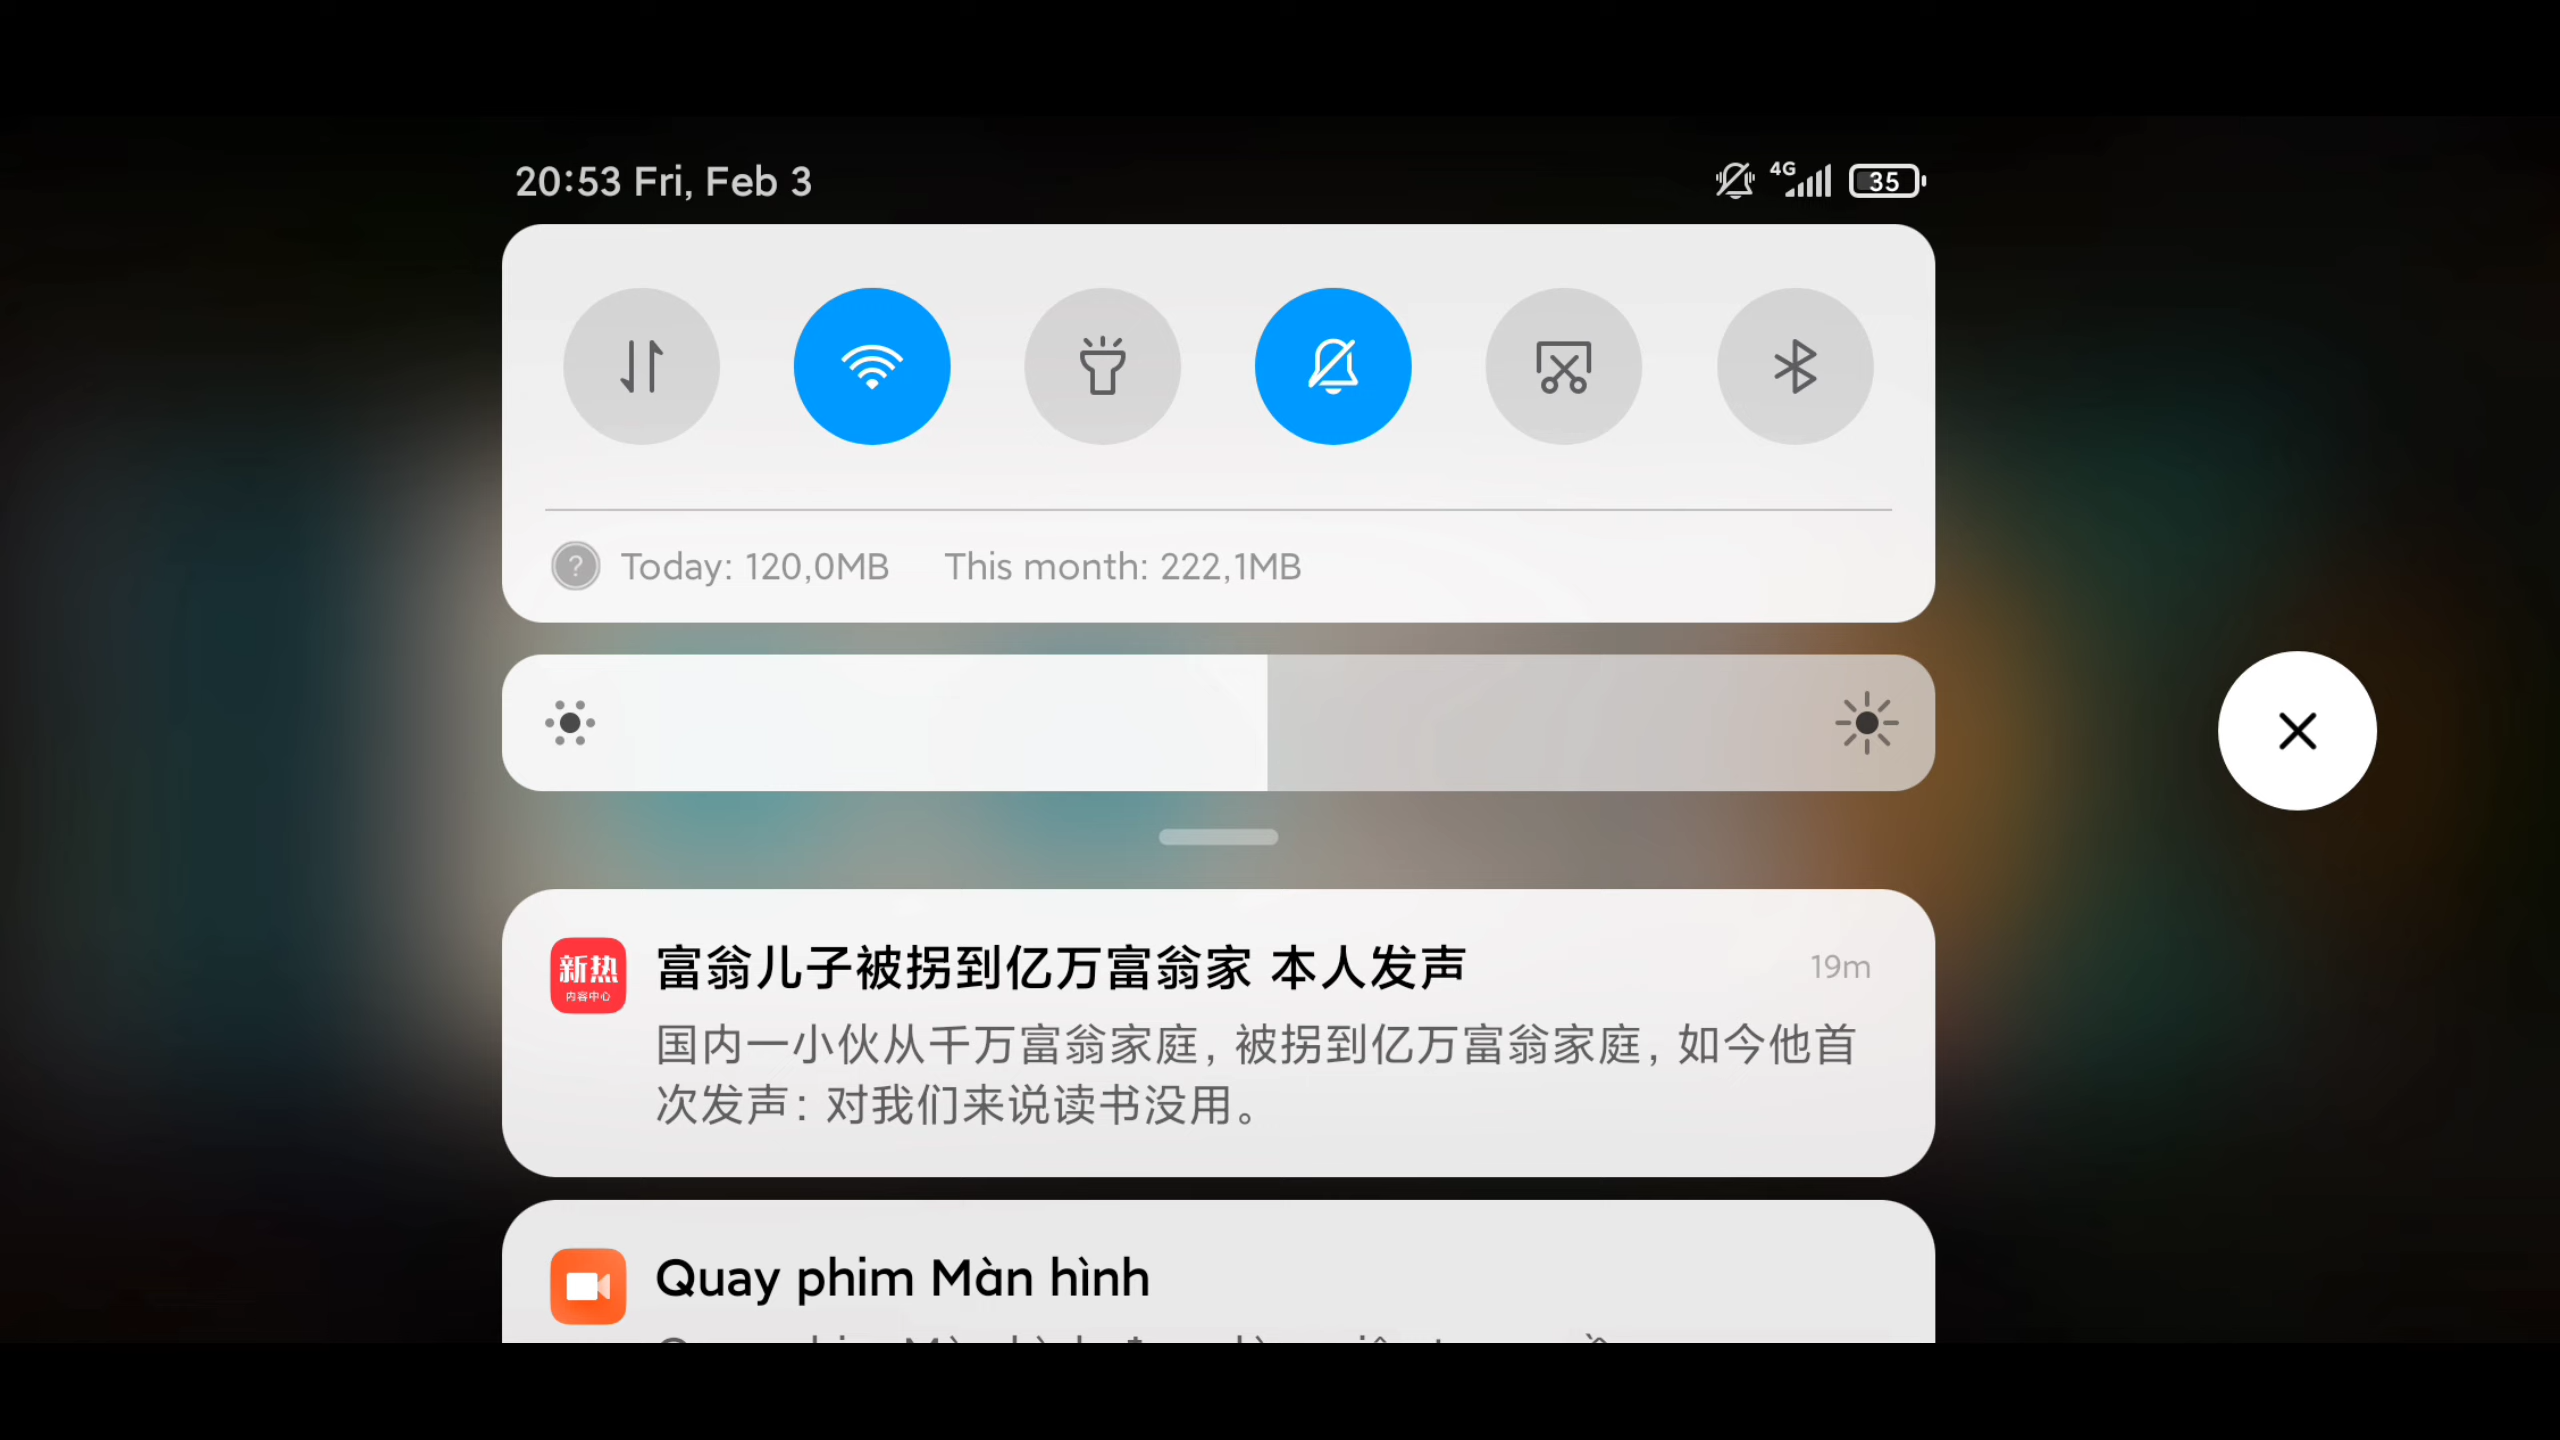 20:53 Fri, Feb 3
4G
35
Today: 120,0MB This month: 222,1MB
富翁儿子被拐到亿万富翁家 本人发声
19m
新热
内容中心
国内一小伙从千万富翁家庭, 被拐到亿万富翁家庭, 如今他首
次发声: 对我们来说读书没用。
Quay phim Màn hình